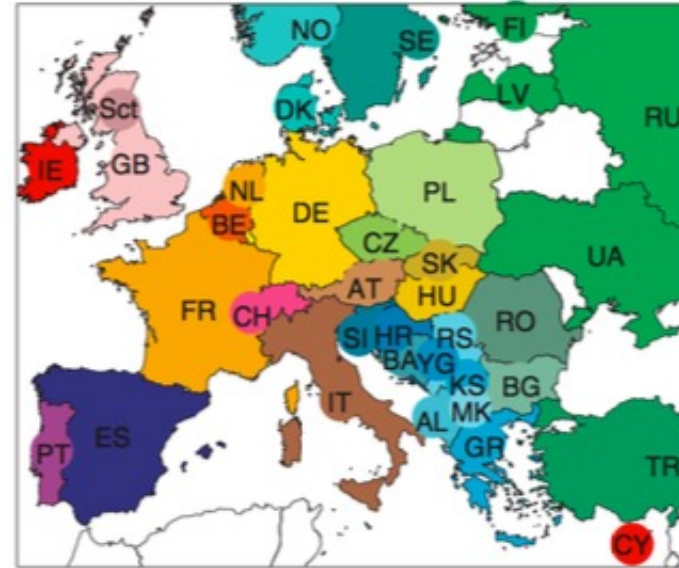 NO
SE
FI
Sct
DK
LV
RU
IE
GB
NL
DE
PL
BE
CZ
UA
SK
AT
HU
FR
CH
RO
SI
HR
RS
BA
YG
KS
BG
IT
AL
MK
PT
ES
GR
TR
CY